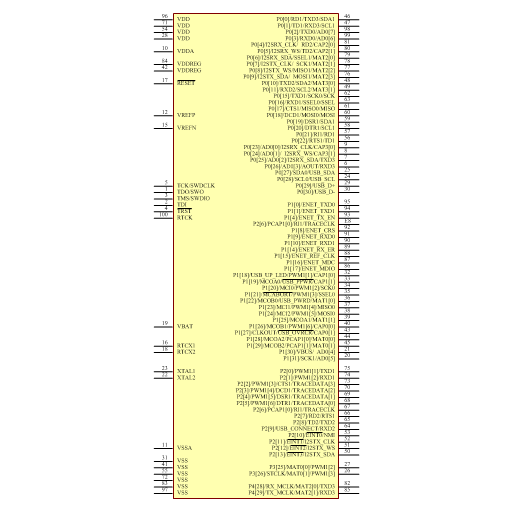 96 VDD P0[0]/RD1/TXD3/SDA1 46
71 VDD P0[1]/TD1/RXD3/SCL1 47
54 VDD P0[2]/TXD0/AD0[7]
28 VDD P0[3]/RXD0/AD0[6]
P0[4]/I2SRX_CLK/ RD2/CAP2[0] 81
10 VDDA P0[5]/I2SRX_WS/TD2/CAP2[1] 80
P0[6]/I2SRX_SDA/SSEL1/MAT2[0] 79
84 VDDREG P0[7]/I2STX_CLK/ SCK1/MAT2[1] 78
42 VDDREG P0[8]/I2STX_WS/MISO1/MAT2[2] 77
P0[9]/I2STX_SDA/ MOSI1/MAT2[3] 76
17 RESET P0[10]/TXD2/SDA2/MAT3[0] 48
P0[11]/RXD2/SCL2/MAT3[1] 49
P0[15]/TXD1/SCK0/SCK 62
P0[16]/RXD1/SSEL0/SSEL 63
P0[17]/CTS1/MISO0/MISO 61
12 VREFP P0[18]/DCD1/MOSI0/MOSI 60
P0[19]/DSR1/SDA1 59
15 VREFN P0[20]/DTR1/SCL1 58
P0[21]/RI1/RD1 57
P0[22]/RTS1/TD1 56
P0[23]/AD0[0]/I2SRX_CLK/CAP3[0] 9
P0[24]/AD0[1]/ I2SRX_WS/CAP3[1] 8
P0[25]/AD0[2]/I2SRX_SDA/TXD3 7
P0[26]/AD[3]/AOUT/RXD3 6
P0[27]/SDA0/USB_SDA 25
P0[28]/SCL0/USB_SCL 24
5 TCK/SWDCLK P0[29]/USB_D+ 29
1 TDO/SWO P0[30]/USB_D- 30
3 TMS/SWDIO
2 TDI P1[0]/ENET_TXD0 95
4 TRST P1[1]/ENET_TXD1 94
100 RTCK P1[4]/ENET_TX_EN 93
P2[6]/PCAP1[0]/RI1/TRACECLK
P1[8]/ENET_CRS 92
P1[9]/ENET_RXD0 91
P1[10]/ENET_RXD1 90
P1[14]/ENET_RX_ER 89
P1[15]/ENET_REF_CLK 88
P1[16]/ENET_MDC 87
P1[17]/ENET_MDIO 86
P1[18]/USB_UP_LED/PWM1[1]/CAP1[0] 32
P1[19]/MCOA0/USB_PPWR/CAP1[1] 33
P1[20]/MCI0/PWM1[2]/SCK0 34
P1[21]/MCABORT/PWM1[3]/SSEL0 35
P1[22]/MCOB0/USB_PWRD/MAT1[0] 36
P1[23]/MCI1/PWM1[4]/MISO0 37
P1[24]/MCI2/PWM1[5]/MOSI0 38
P1[25]/MCOA1/MAT1[1] 39
19 VBAT P1[26]/MCOB1/PWM1[6]/CAP0[0] 40
P1[27]/CLKOUT/USB_OVRCR/CAP0[1] 43
P1[28]/MCOA2/PCAP1[0]/MAT0[0] 44
16 RTCX1 P1[29]/MCOB2/PCAP1[1]/MAT0[1] 45
18 RTCX2 P1[30]/VBUS/ AD0[4] 21
P1[31]/SCK1/AD0[5] 20
23 XTAL1 P2[0]/PWM1[1]/TXD1 75
22 XTAL2 P2[1]/PWM1[2]/RXD1 74
P2[2]/PWM1[3]/CTS1/TRACEDATA[3] 73
P2[3]/PWM1[4]/DCD1/TRACEDATA[2] 70
P2[4]/PWM1[5]/DSR1/TRACEDATA[1] 69
P2[5]/PWM1[6]/DTR1/TRACEDATA[0] 68
P2[6]/PCAP1[0]/RI1/TRACECLK 67
P2[7]/RD2/RTS1 66
P2[8]/TD2/TXD2 65
P2[9]/USB_CONNECT/RXD2 64
P2[10]/EINT0/NMI 53
P2[11]/EINT1/I2STX_CLK 52
11 VSSA P2[12]/EINT2/I2STX_WS 51
P2[13]/EINT3/I2STX_SDA 50
31 VSS
41 VSS P3[25]/MAT0[0]/PWM1[2] 27
55 VSS P3[26]/STCLK/MAT0[1]/PWM1[3] 26
72 VSS
83 VSS P4[28]/RX_MCLK/MAT2[0]/TXD3 82
97 VSS P4[29]/TX_MCLK/MAT2[1]/RXD3 85